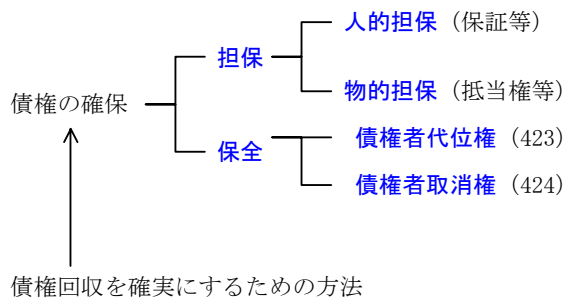 人的担保（保証等）
担保
物的担保（抵当権等）
債権の確保
債権者代位権（423）
保全
債権者取消権（424）
債権回収を確実にするための方法